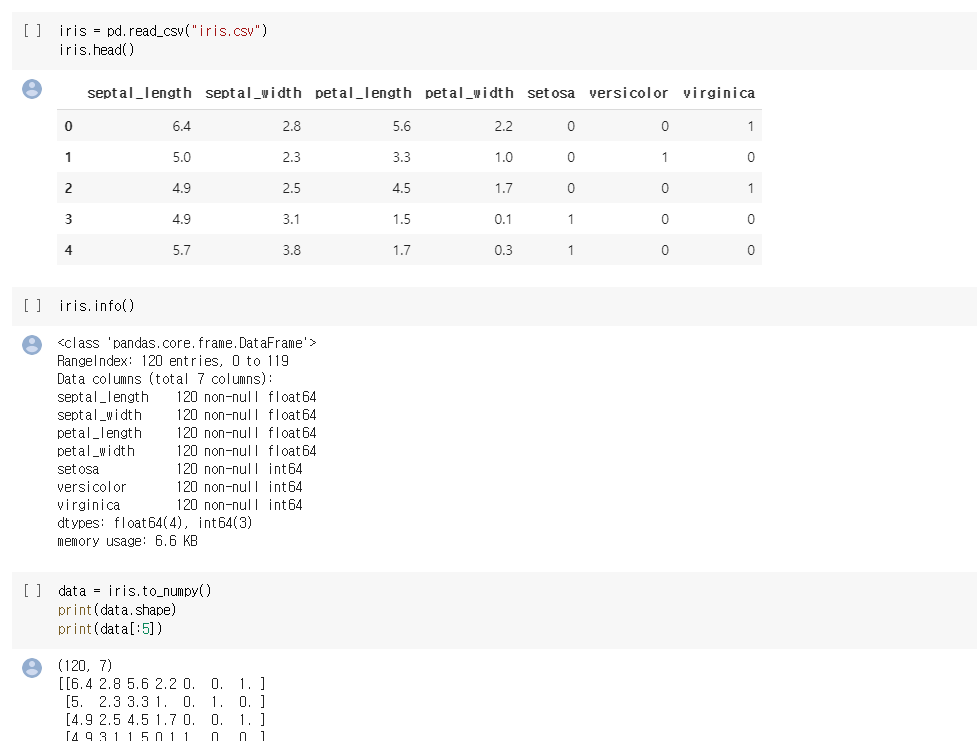 [ ] iris = pd.read_csv("iris.csv")
iris.head()
septal_length septal_width petal_length petal_width setosa versicolor virginica
0 6.4 2.8 5.6 2.2 0 0 1
1 5.0 2.3 3.3 1.0 0 1 0
2 4.9 2.5 4.5 1.7 0 0 1
3 4.9 3.1 1.5 0.1 1 0 0
4 5.7 3.8 1.7 0.3 1 0 0
[ ] iris.info()
<class 'pandas.core.frame.DataFrame'>
RangeIndex: 120 entries, 0 to 119
Data columns (total 7 columns):
septal_length 120 non-null float64
septal_width 120 non-null float64
petal_length 120 non-null float64
petal_width 120 non-null float64
setosa 120 non-null int64
versicolor 120 non-null int64
virginica 120 non-null int64
dtypes: float64(4), int64(3)
memory usage: 6.6 KB
[ ] data = iris.to_numpy()
print(data.shape)
print(data[:5])
(120, 7)
[[6.4 2.8 5.6 2.2 0. 0. 1. ]
[5. 2.3 3.3 1. 0. 1. 0. ]
[4.9 2.5 4.5 1.7 0. 0. 1. ]
[4.9 3.1 1.5 0.1 1. 0. 0. ]